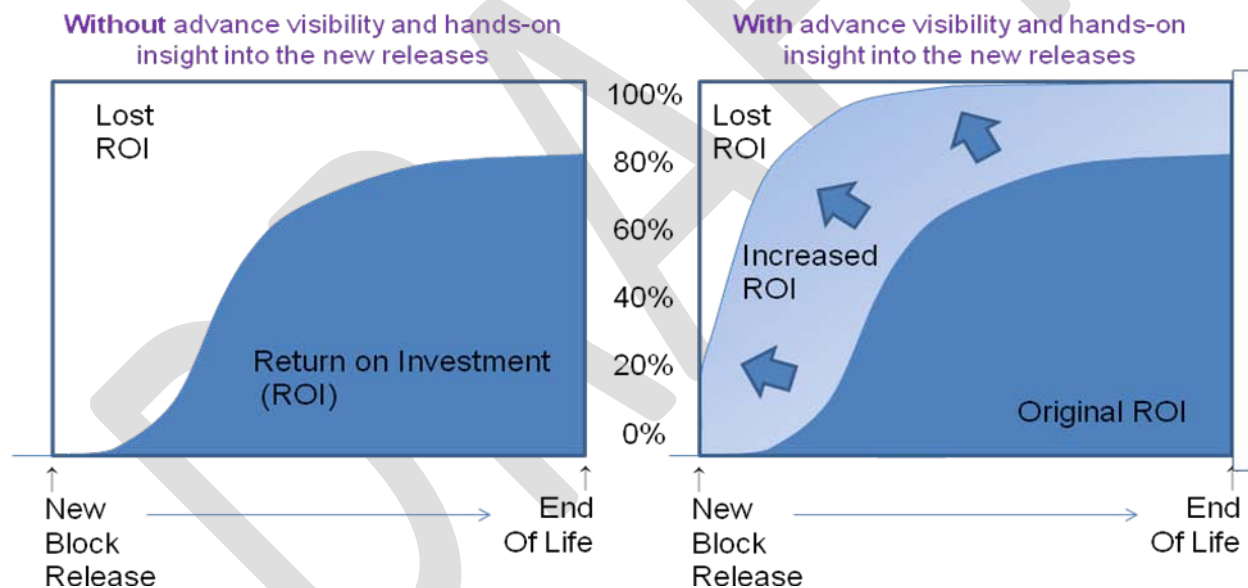 Without advance visibility and hands-on
insight into the new releases
Lost
ROI
Return on Investment
(ROI)
New
Block
Release
End
Of Life
100%
80%
60%
40%
20%
0%
With advance visibility and hands-on
insight into the new releases
Lost
ROI
Increased
ROI
Original ROI
New
Block
Release
End
Of Life